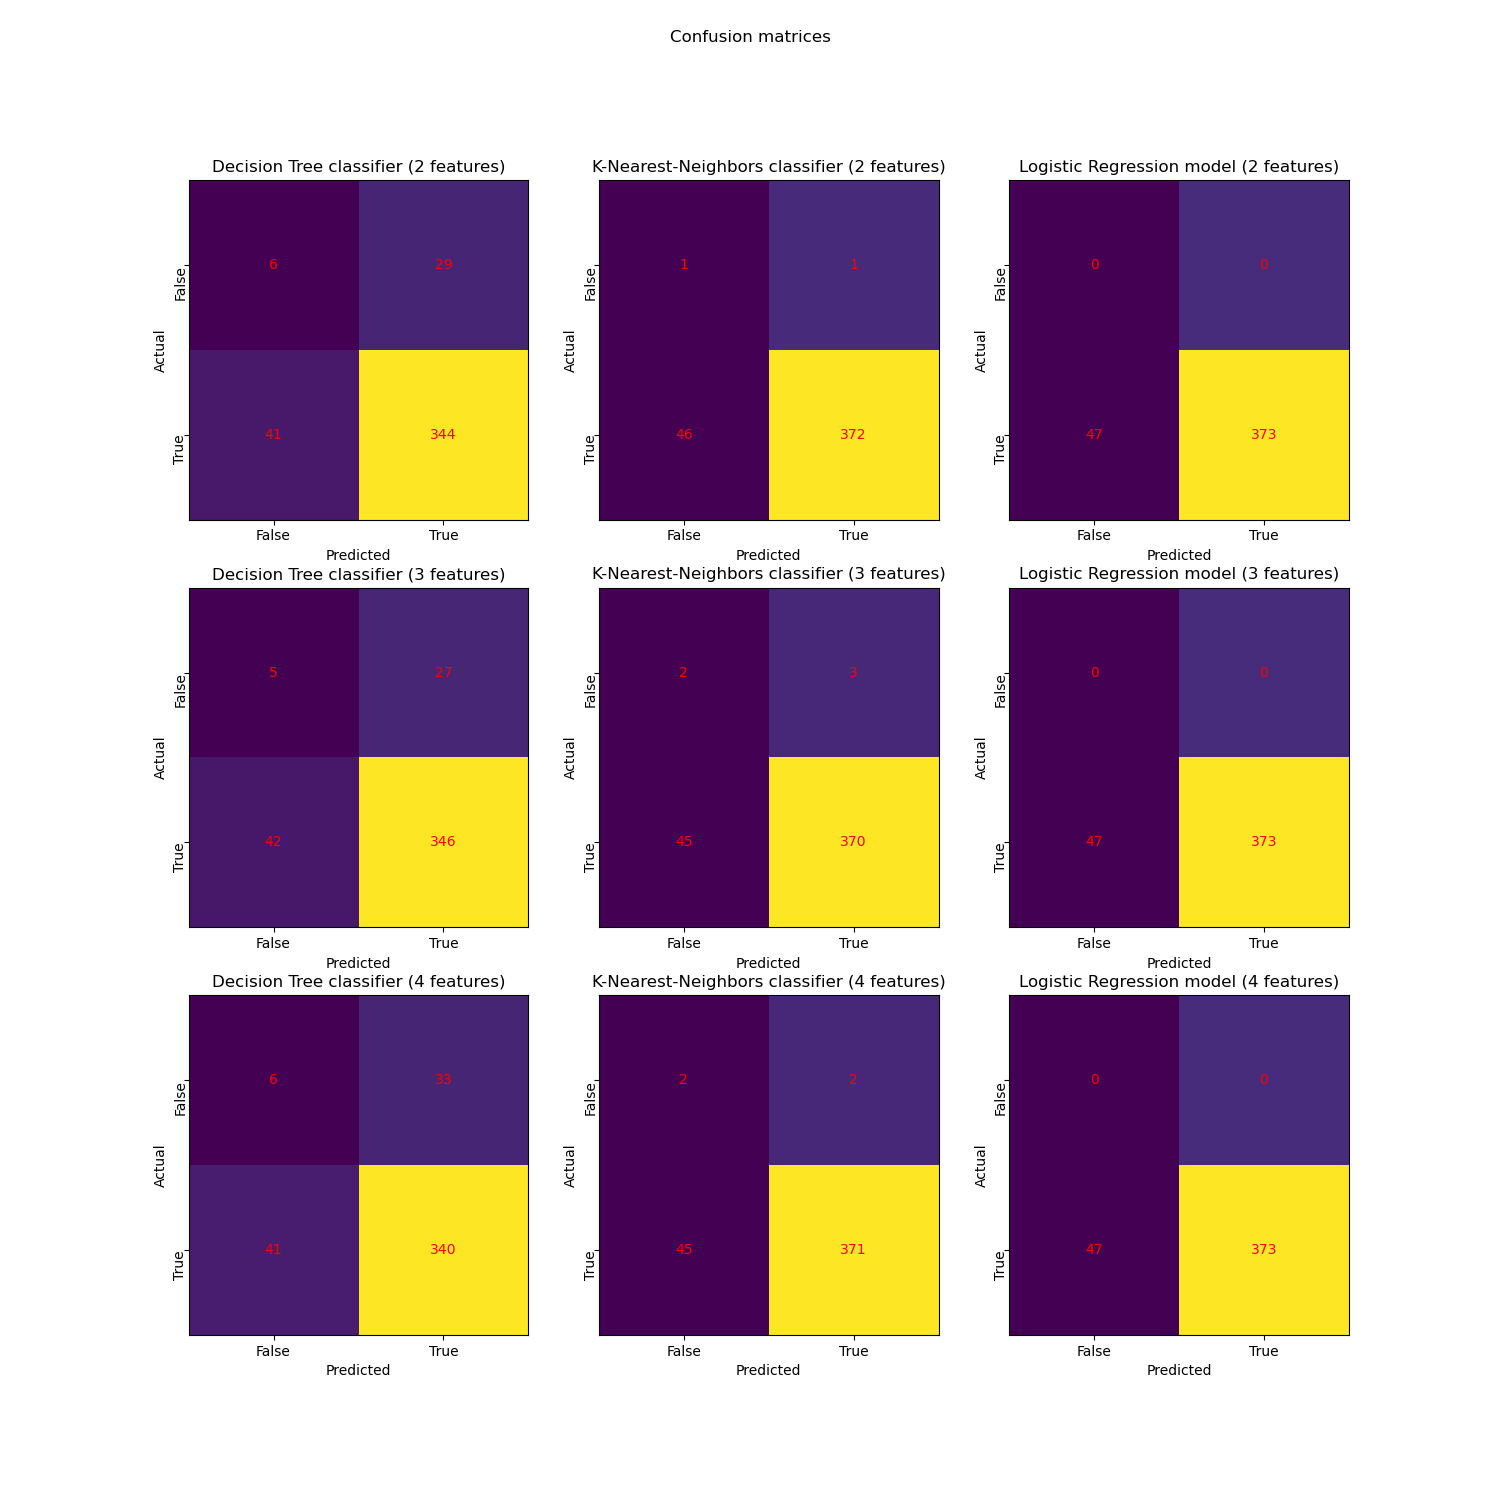 Confusion matrices
Decision Tree classifier (2 features)
K-Nearest-Neighbors classifier (2 features)
Logistic Regression model (2 features)
False
6
29
False
1
1
False
0
0
Actual
Actual
Actual
True
41
344
True
46
372
True
47
373
False
True
False
True
False
True
Predicted
Predicted
Predicted
Decision Tree classifier (3 features)
K-Nearest-Neighbors classifier (3 features)
Logistic Regression model (3 features)
False
5
27
False
2
3
False
0
0
Actual
Actual
Actual
True
42
346
True
45
370
True
47
373
False
True
False
True
False
True
Predicted
Predicted
Predicted
Decision Tree classifier (4 features)
K-Nearest-Neighbors classifier (4 features)
Logistic Regression model (4 features)
False
6
33
False
2
2
False
0
0
Actual
Actual
Actual
True
41
340
True
45
371
True
47
373
False
True
False
True
False
True
Predicted
Predicted
Predicted